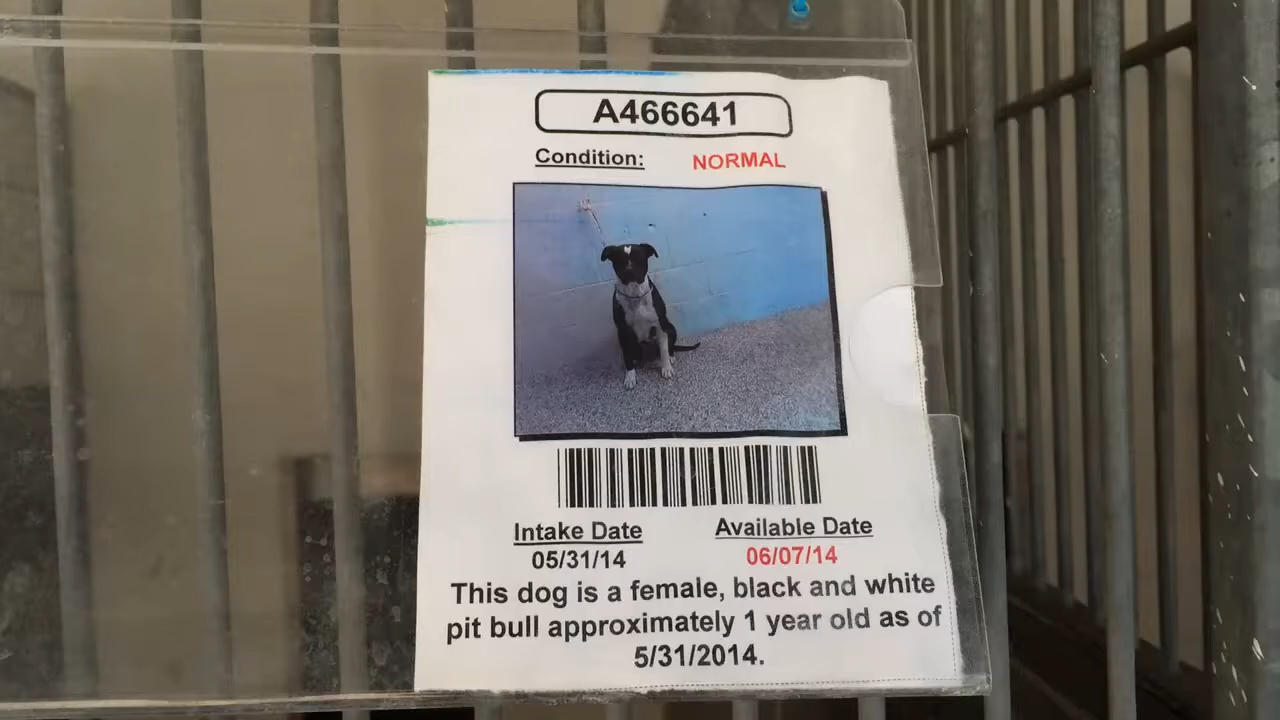 A466641
Condition: NORMAL
Intake Date Available Date
05/31/14 06/07/14
This dog is a female, black and white
pit bull approximately 1 year old as of
5/31/2014.